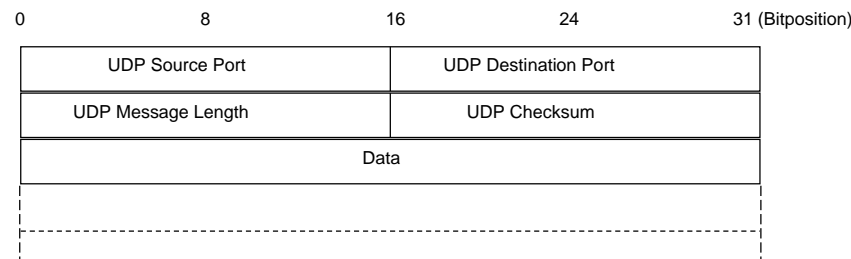 0 8 16 24 31 (Bitposition)
UDP Source Port UDP Destination Port
UDP Message Length UDP Checksum
Data